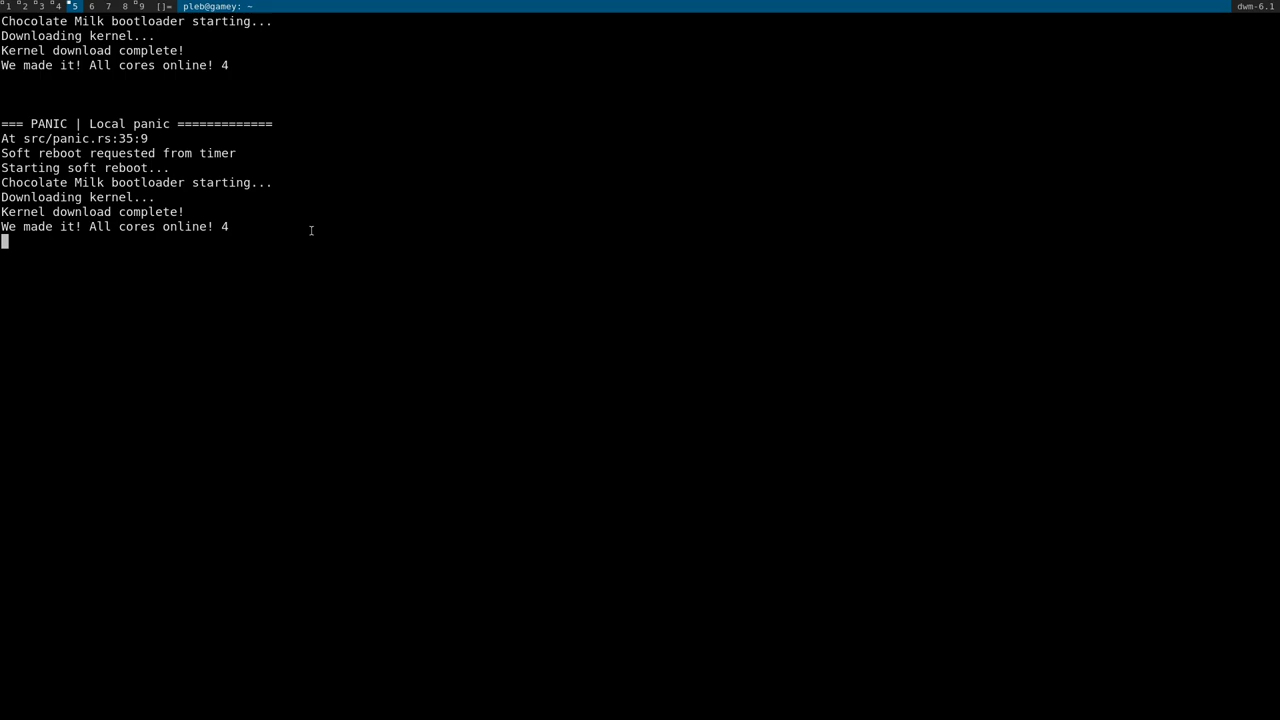 1 2 3 4 5 6 7 8 9 []= pleb@gamey: ~ dwm-6.1
Chocolate Milk bootloader starting...
Downloading kernel...
Kernel download complete!
We made it! All cores online! 4
=== PANIC | Local panic =============
At src/panic.rs:35:9
Soft reboot requested from timer
Starting soft reboot...
Chocolate Milk bootloader starting...
Downloading kernel...
Kernel download complete!
We made it! All cores online! 4